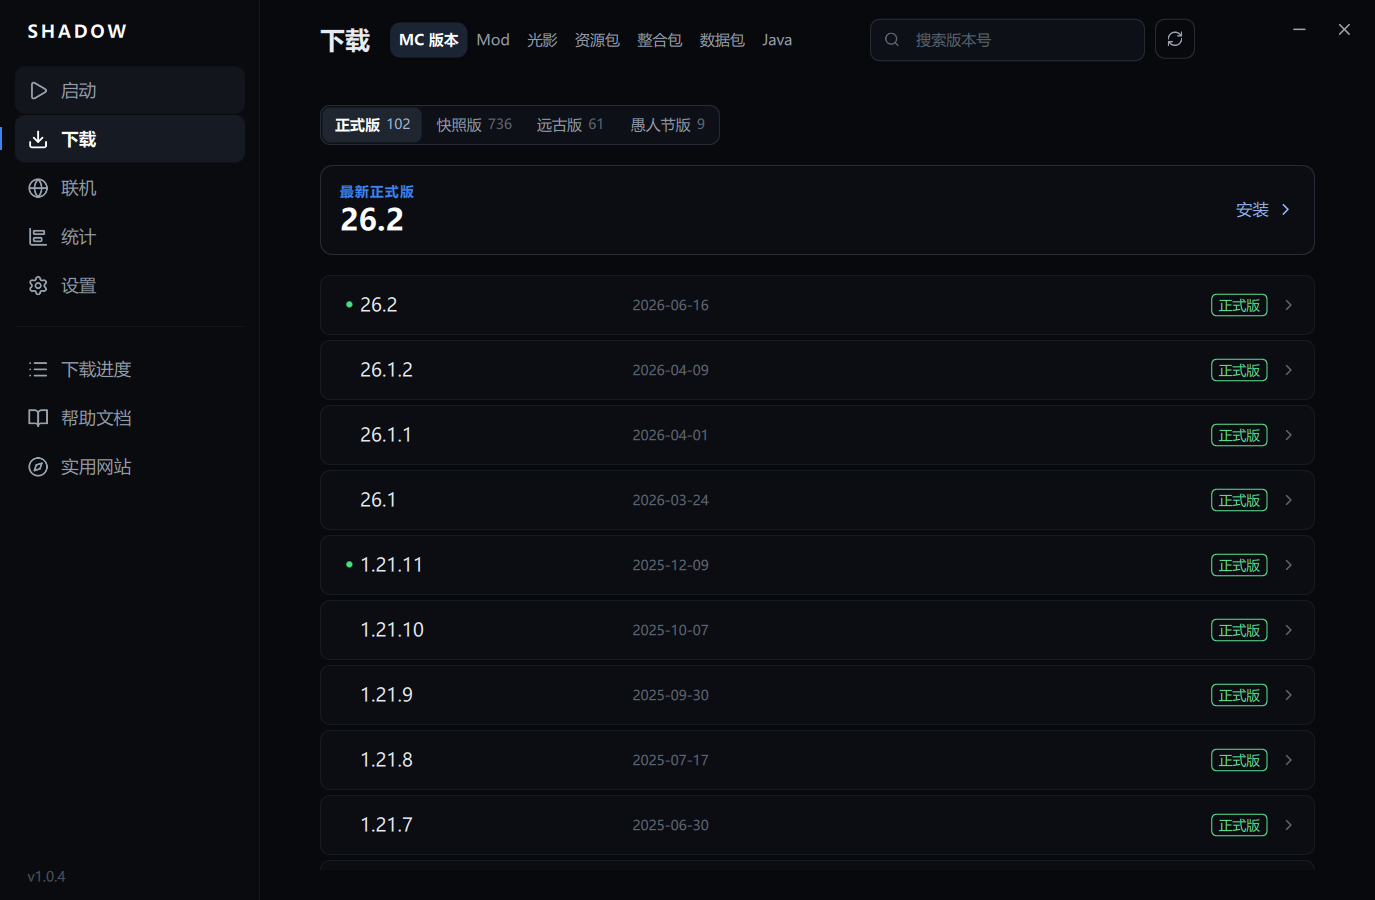 SHADOW
启动
下载
联机
统计
设置
下载进度
帮助文档
实用网站
v1.0.4
下载 MC 版本 Mod 光影 资源包 整合包 数据包 Java 搜索版本号
正式版 102 快照版 736 远古版 61 愚人节版 9
最新正式版
26.2
安装
26.2 2026-06-16 正式版
26.1.2 2026-04-09 正式版
26.1.1 2026-04-01 正式版
26.1 2026-03-24 正式版
1.21.11 2025-12-09 正式版
1.21.10 2025-10-07 正式版
1.21.9 2025-09-30 正式版
1.21.8 2025-07-17 正式版
1.21.7 2025-06-30 正式版